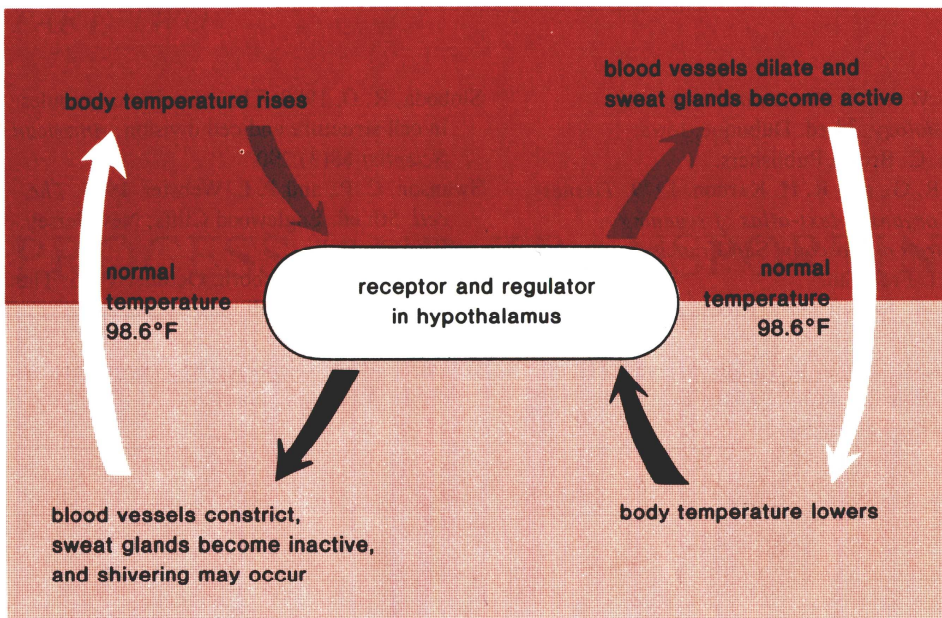 body temperature rises
blood vessels dilate and
sweat glands become active
normal
temperature
98.6°F
receptor and regulator
in hypothalamus
normal
temperature
98.6°F
blood vessels constrict,
sweat glands become inactive,
and shivering may occur
body temperature lowers